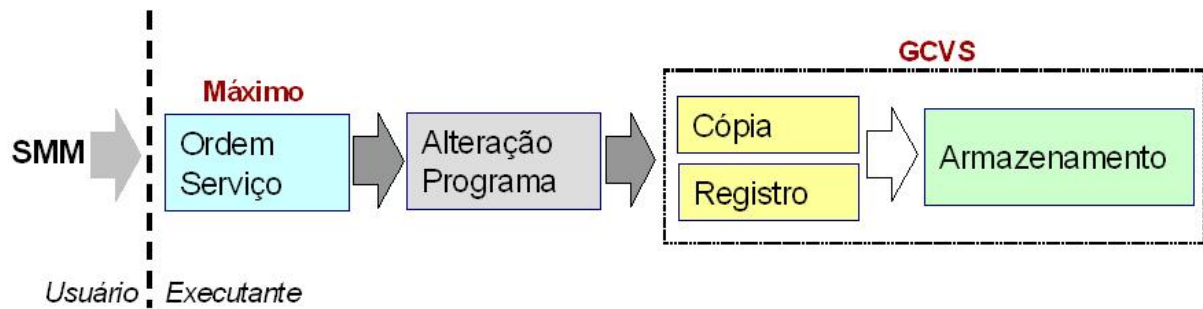 GCVS
Máximo
SMM
Ordem
Serviço
Alteração
Programa
Cópia
Registro
Armazenamento
Usuário
Executante